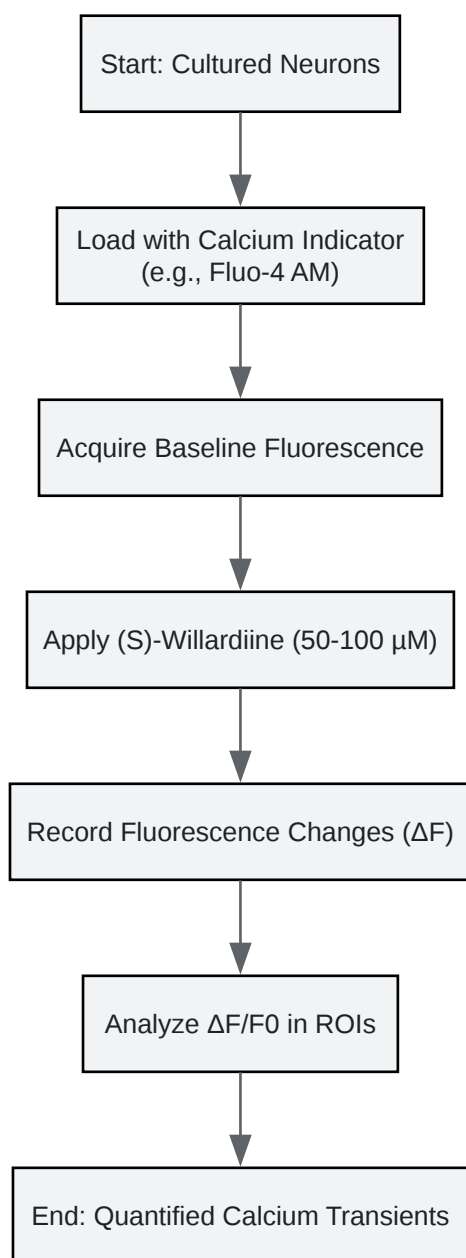 Start: Cultured Neurons
Load with Calcium Indicator
(e.g., Fluo-4 AM)
Acquire Baseline Fluorescence
Apply (S)-Willardiine (50-100 µM)
Record Fluorescence Changes (ΔF)
Analyze ΔF/F0 in ROIs
End: Quantified Calcium Transients